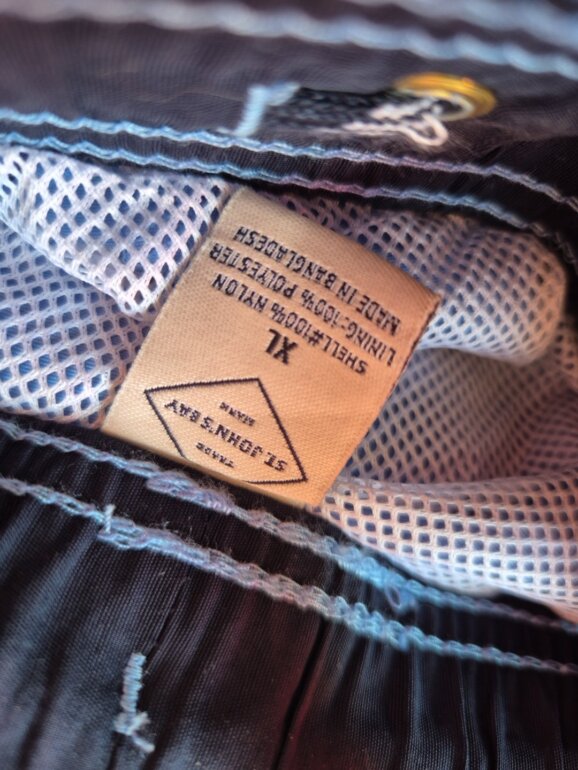 TRADE
ST. JOHN'S BAY
MARK
XL
SHELL#100% NYLON
LINING:100% POLYESTER
MADE IN BANGLADESH